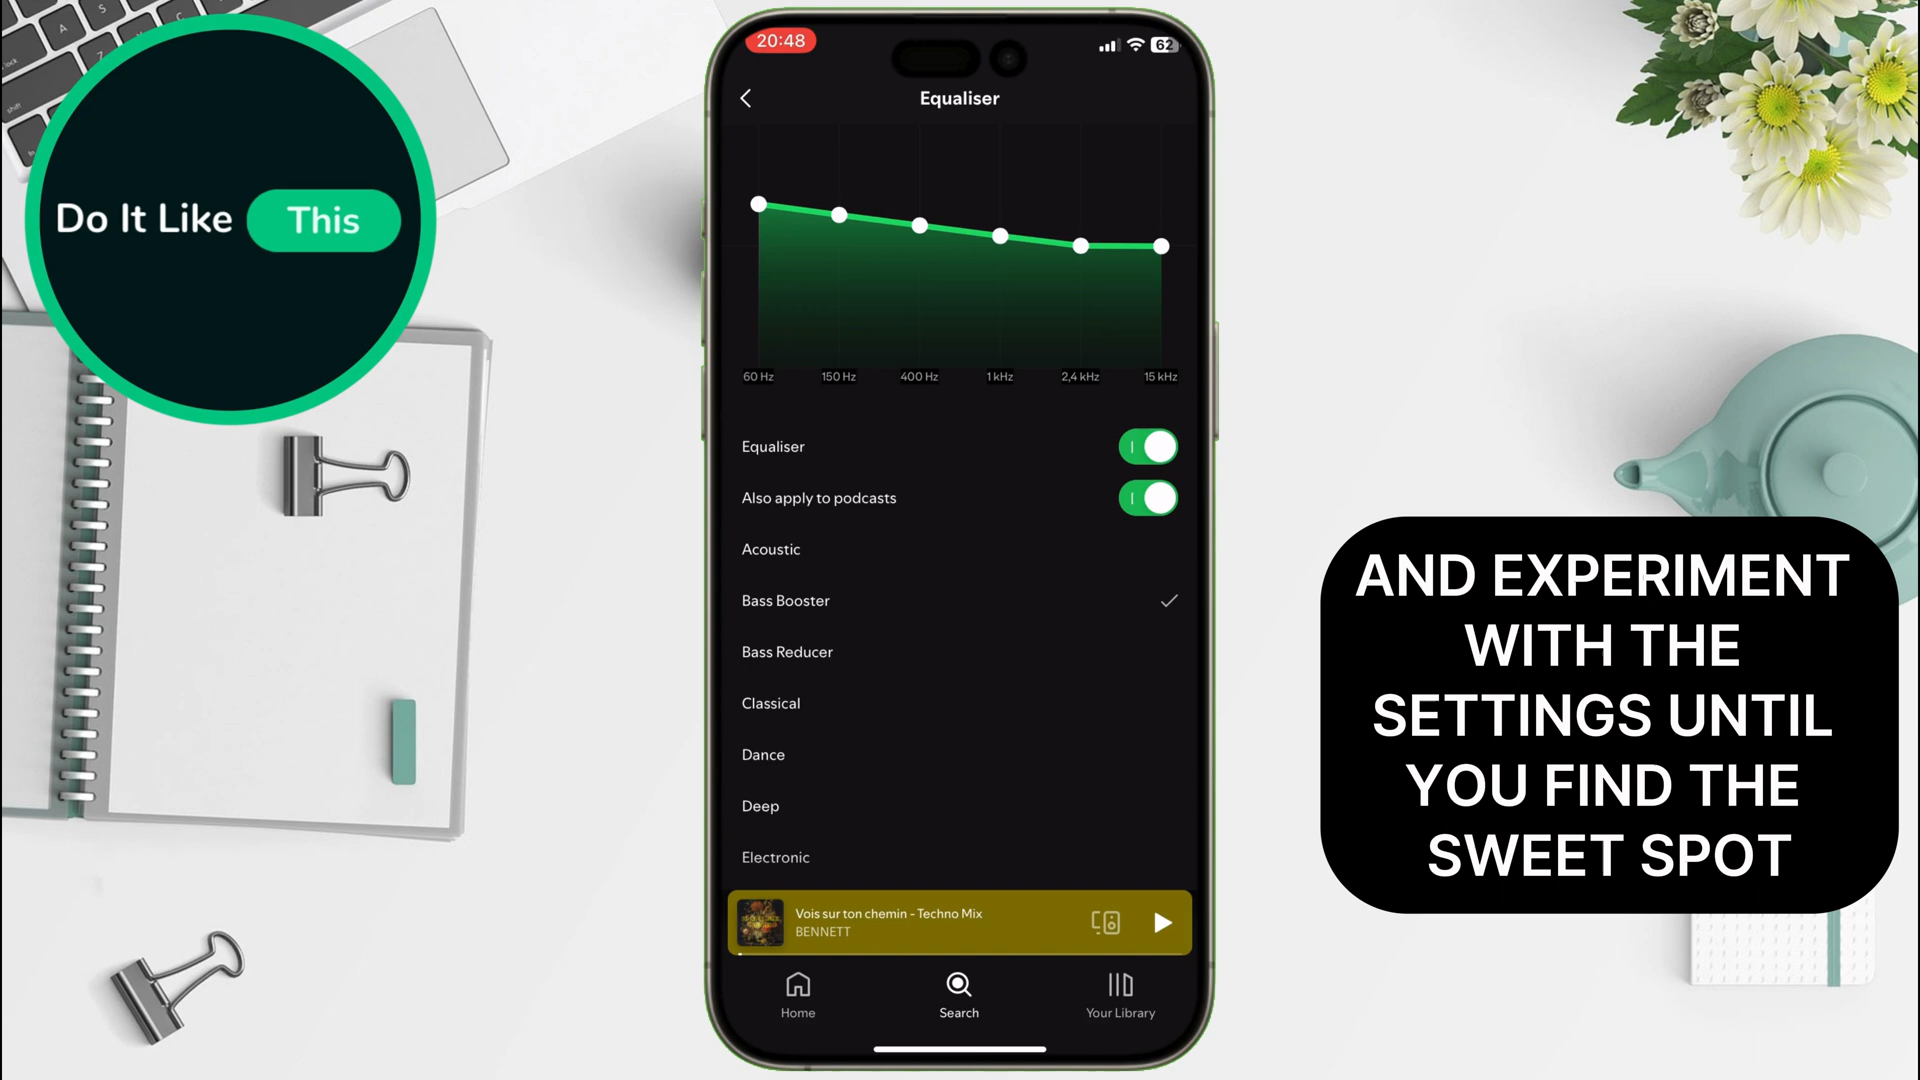 Do It Like This
20:48
62
Equaliser
60 Hz 150 Hz 400 Hz 1 kHz 2,4 kHz 15 kHz
Equaliser
Also apply to podcasts
Acoustic
Bass Booster
Bass Reducer
Classical
Dance
Deep
Electronic
Vois sur ton chemin - Techno Mix
BENNETT
Home Search Your Library
AND EXPERIMENT
WITH THE
SETTINGS UNTIL
YOU FIND THE
SWEET SPOT